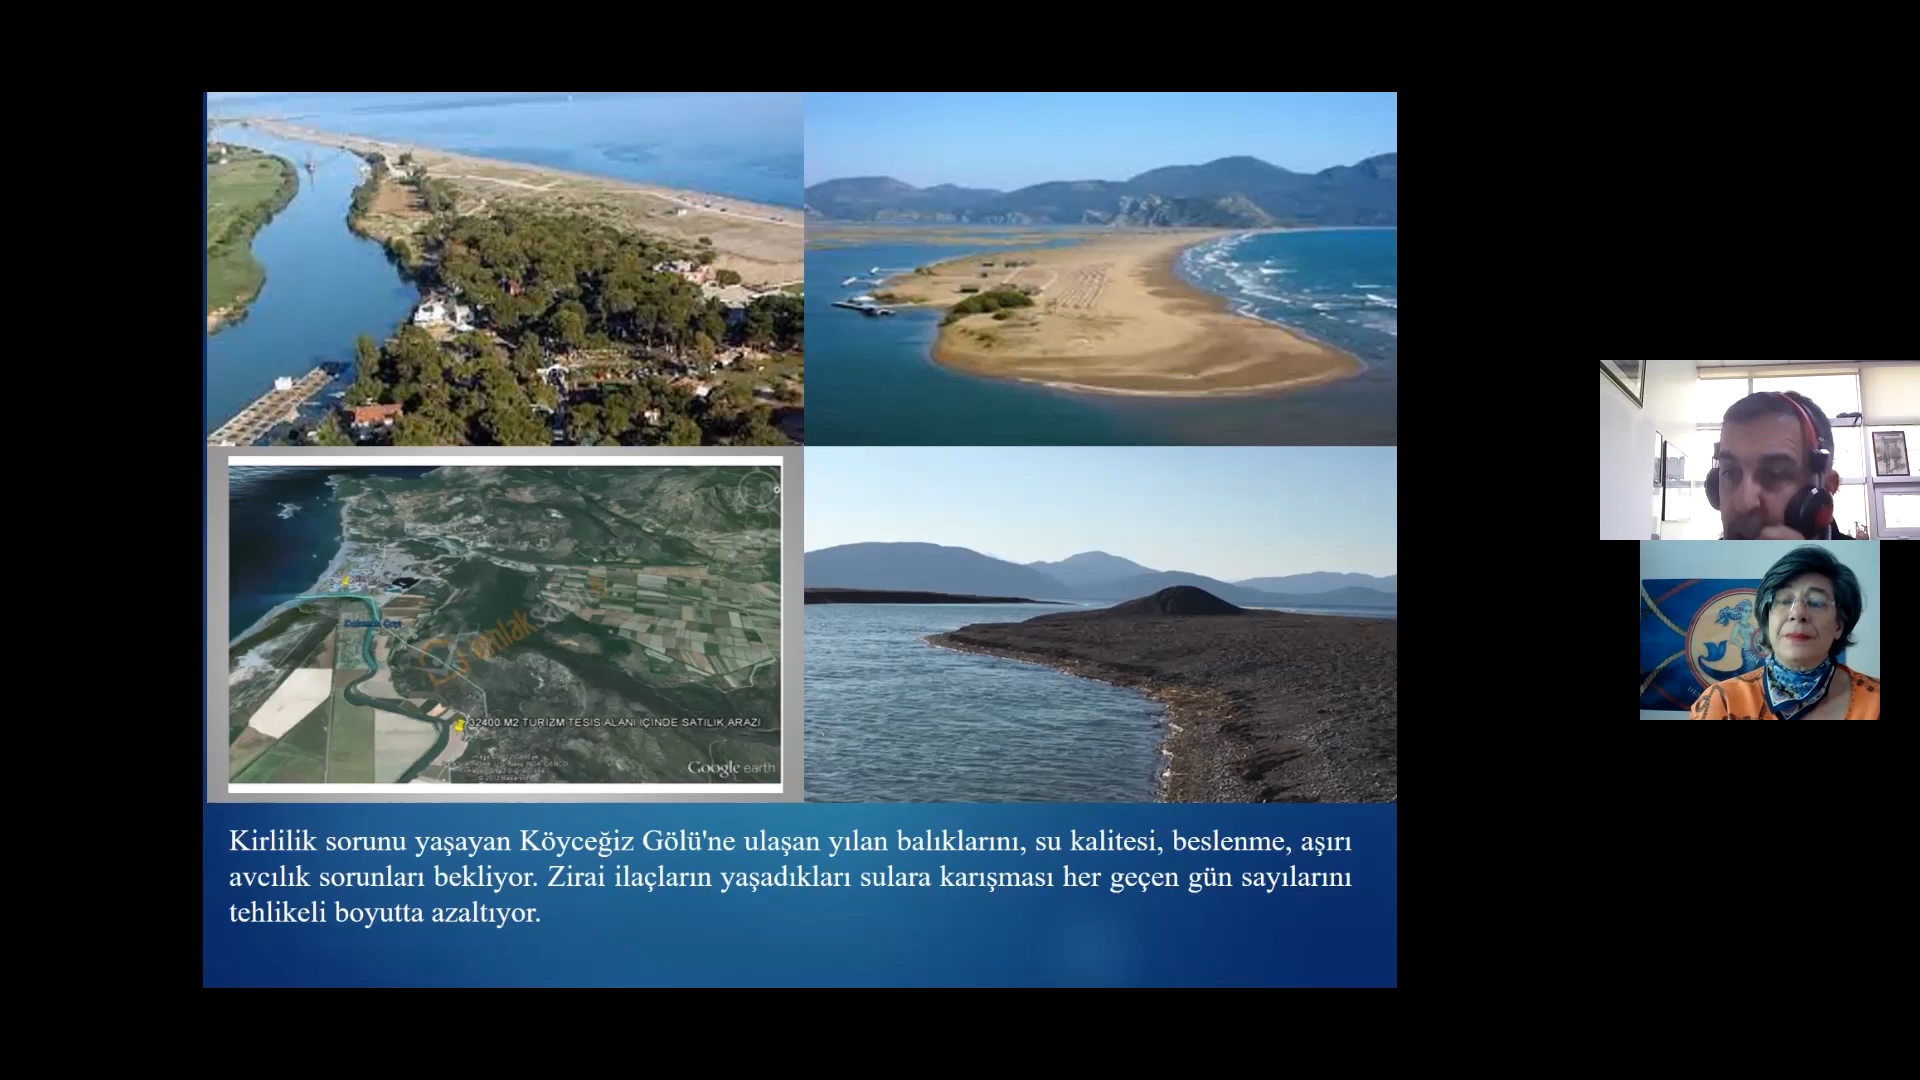 Dalaman Çayı
32400 M2 TURİZM TESİS ALANI İÇİNDE SATILIK ARAZİ
Google earth
Kirlilik sorunu yaşayan Köyceğiz Gölü'ne ulaşan yılan balıklarını, su kalitesi, beslenme, aşırı
avcılık sorunları bekliyor. Zirai ilaçların yaşadıkları sulara karışması her geçen gün sayılarını
tehlikeli boyutta azaltıyor.